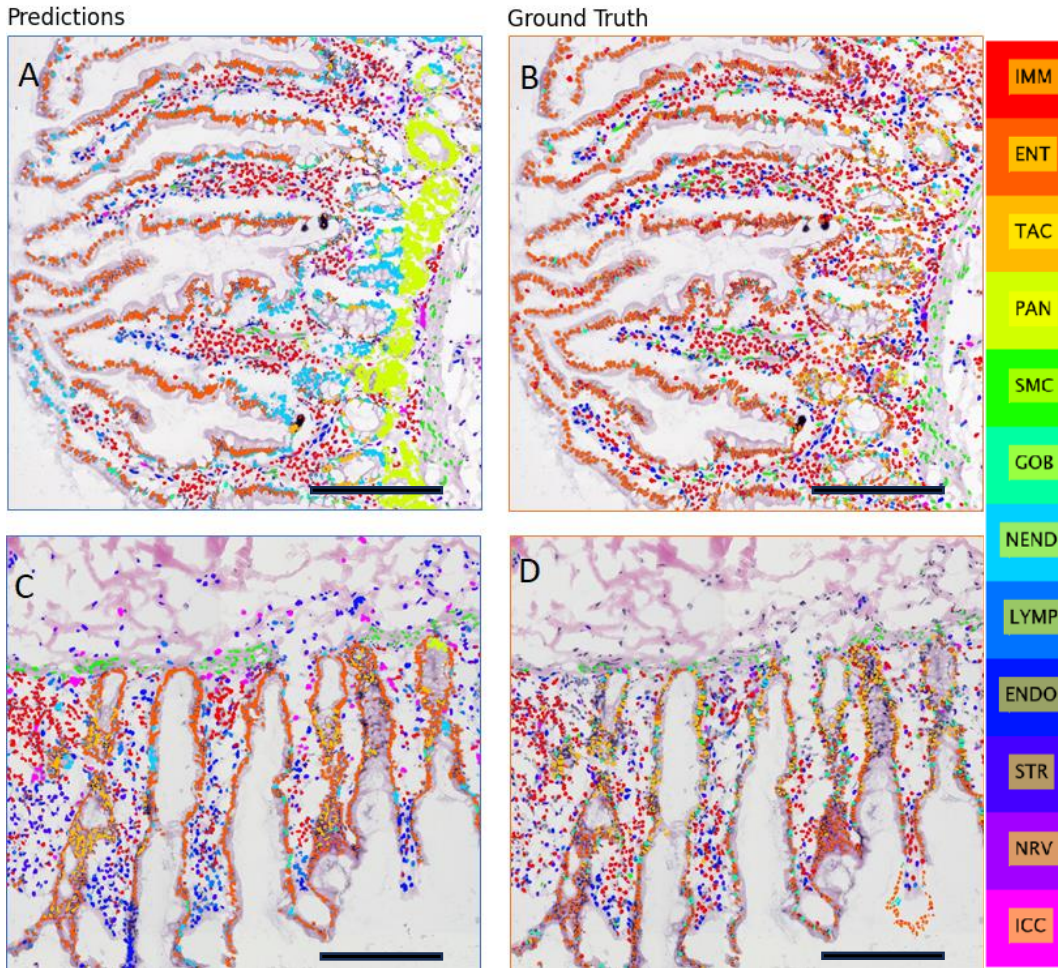 Predictions
Ground Truth
A
B
C
D
IMM
ENT
TAC
PAN
SMC
GOB
NEND
LYMP
ENDO
STR
NRV
ICC